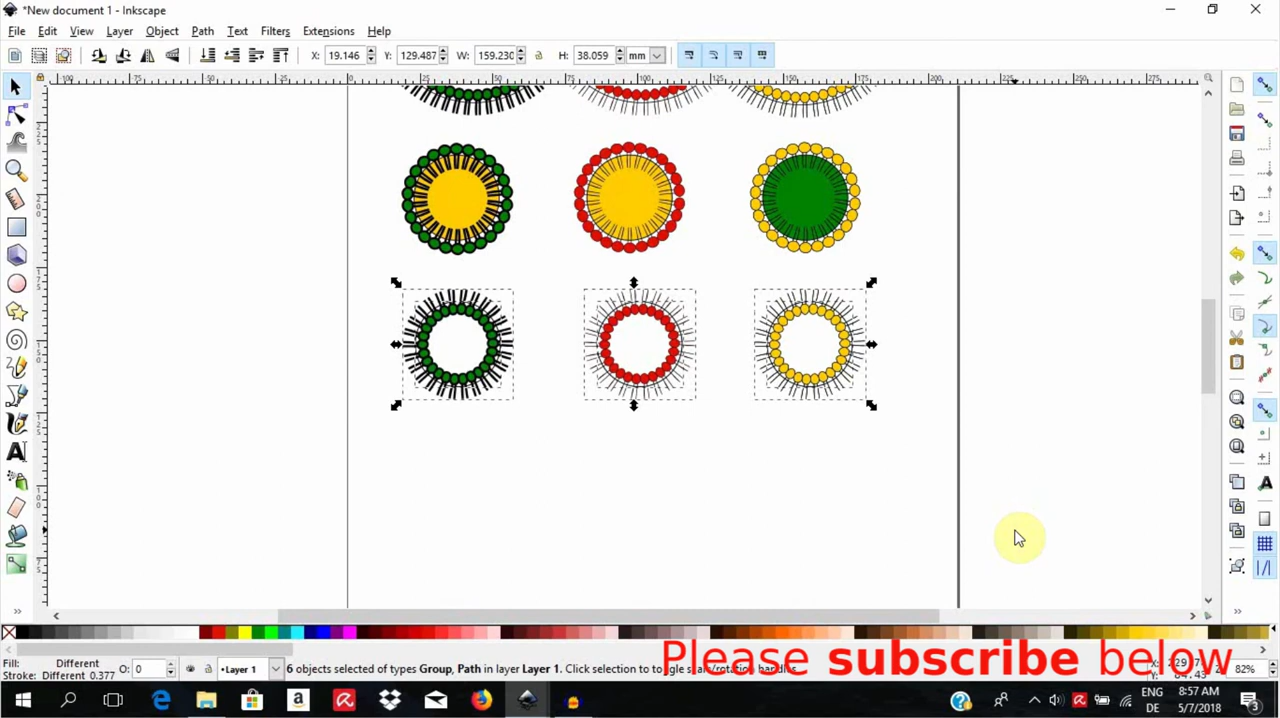 *New document 1 - Inkscape
File Edit View Layer Object Path Filters Text Extensions Help
X: 19.146 Y: 129.487 W: 159.230 H: 38.059 mm
Fill: Different
Stroke: Different 0.377
O: 0
•Layer 1
6 objects selected of types Group, Path in layer Layer 1. Click selection to toggle scale/rotation handles.
82%
Please subscribe below
ENG
DE
8:57 AM
5/7/2018
3